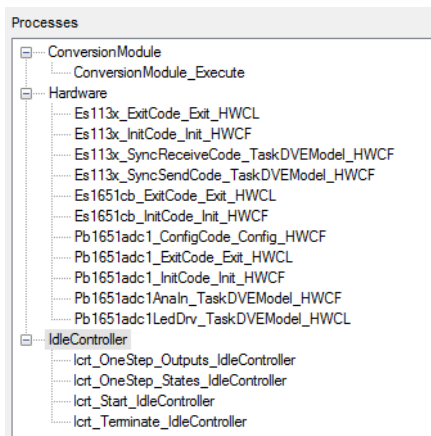 Processes
ConversionModule
ConversionModule_Execute
Hardware
Es113x_ExitCode_Exit_HWCL
Es113x_InitCode_Init_HWCF
Es113x_SyncReceiveCode_TaskDVEModel_HWCF
Es113x_SyncSendCode_TaskDVEModel_HWCF
Es1651cb_ExitCode_Exit_HWCL
Es1651cb_InitCode_Init_HWCF
Pb1651adc1_ConfigCode_Config_HWCF
Pb1651adc1_ExitCode_Exit_HWCL
Pb1651adc1_InitCode_Init_HWCF
Pb1651adc1AnaIn_TaskDVEModel_HWCF
Pb1651adc1LedDrv_TaskDVEModel_HWCL
IdleController
Icrt_OneStep_Outputs_IdleController
Icrt_OneStep_States_IdleController
Icrt_Start_IdleController
Icrt_Terminate_IdleController